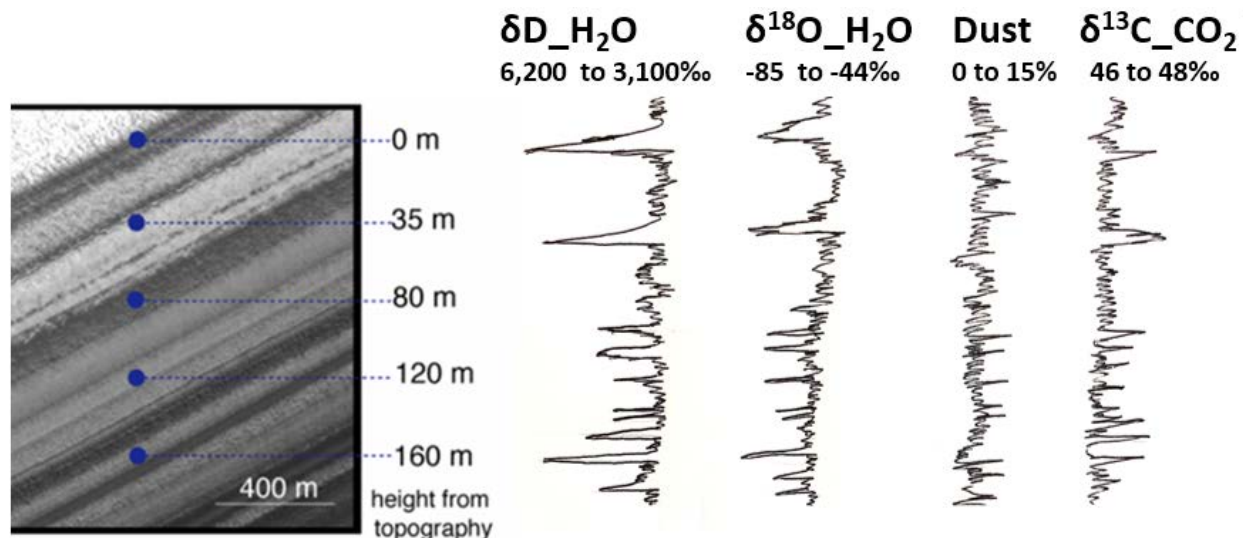 δD_H₂O δ¹⁸O_H₂O Dust δ¹³C_CO₂
6,200 to 3,100‰ -85 to -44‰ 0 to 15% 46 to 48‰
0 m
35 m
80 m
120 m
160 m
400 m
height from
topography